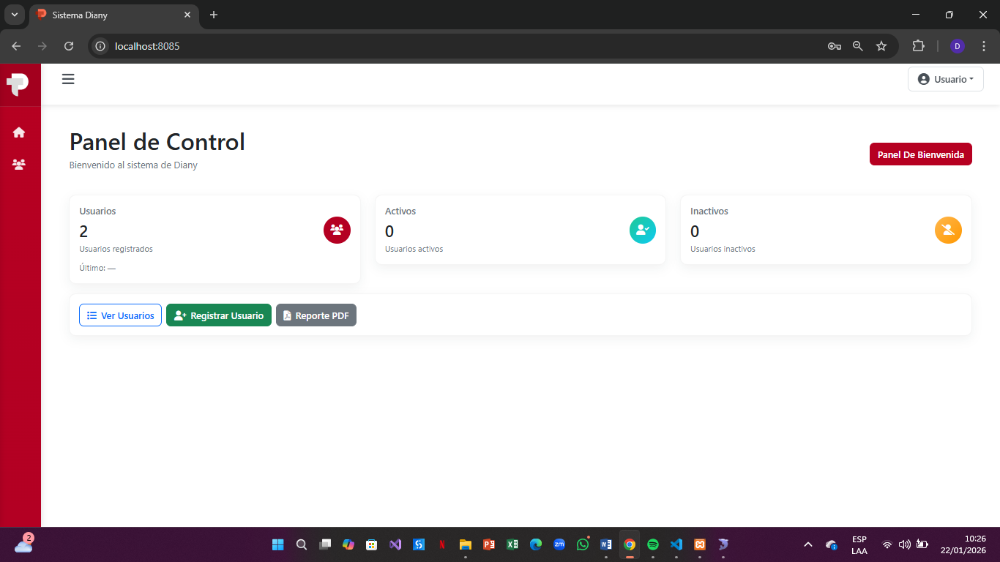 Sistema Diany
localhost:8085
D
Usuario
Panel de Control
Bienvenido al sistema de Diany
Panel De Bienvenida
Usuarios
2
Usuarios registrados
Último: —
Activos
0
Usuarios activos
Inactivos
0
Usuarios inactivos
Ver Usuarios
Registrar Usuario
Reporte PDF
2
zm
ESP
LAA
10:26
22/01/2026